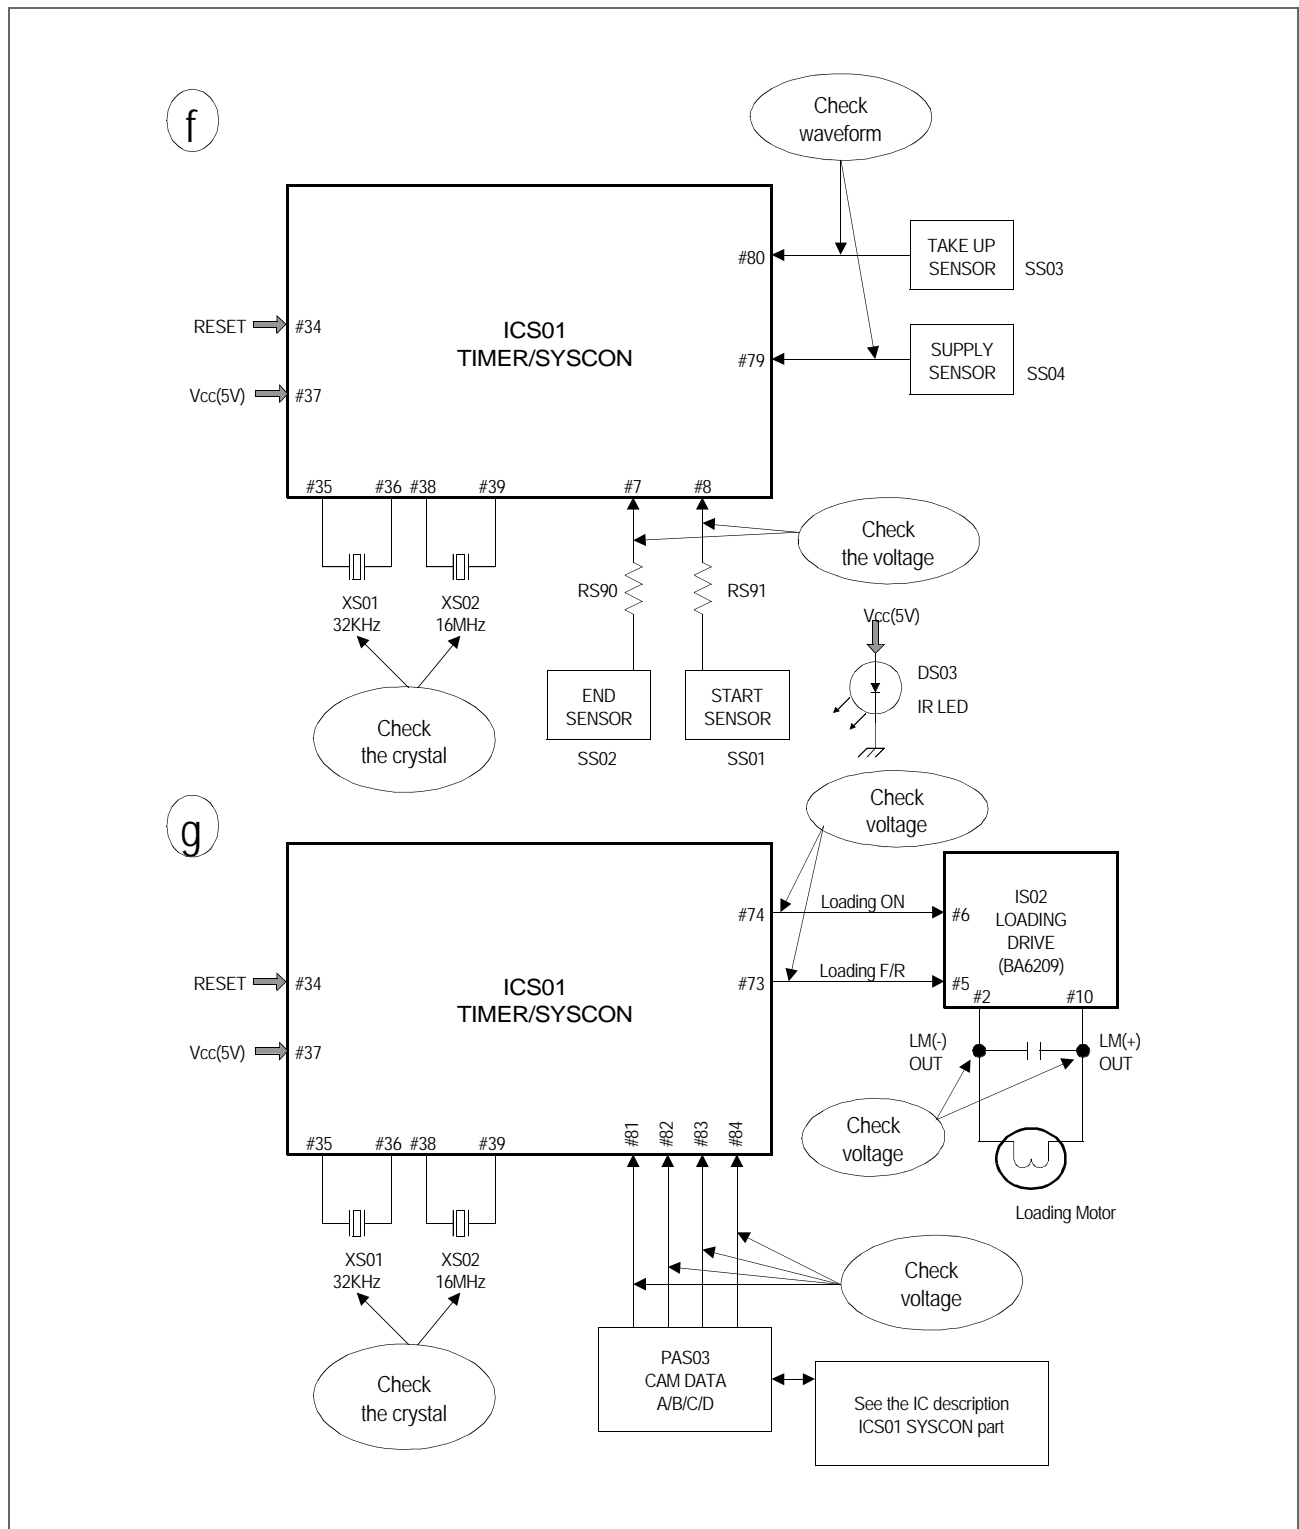 f
Check
waveform
#80
TAKE UP
SENSOR
SS03
RESET
#34
ICS01
TIMER/SYSCON
#79
SUPPLY
SENSOR
SS04
Vcc(5V)
#37
#35
#36
#38
#39
#7
#8
Check
the voltage
RS90
RS91
XS01
32KHz
XS02
16MHz
Vcc(5V)
DS03
IR LED
END
SENSOR
SS02
START
SENSOR
SS01
Check
the crystal
g
Check
voltage
#74
Loading ON
#6
IS02
LOADING
DRIVE
(BA6209)
RESET
#34
ICS01
TIMER/SYSCON
#73
Loading F/R
#5
#2
#10
Vcc(5V)
#37
LM(-)
OUT
LM(+)
OUT
#35
#36
#38
#39
#81
#82
#83
#84
Check
voltage
Loading Motor
XS01
32KHz
XS02
16MHz
Check
voltage
Check
the crystal
PAS03
CAM DATA
A/B/C/D
See the IC description
ICS01 SYSCON part